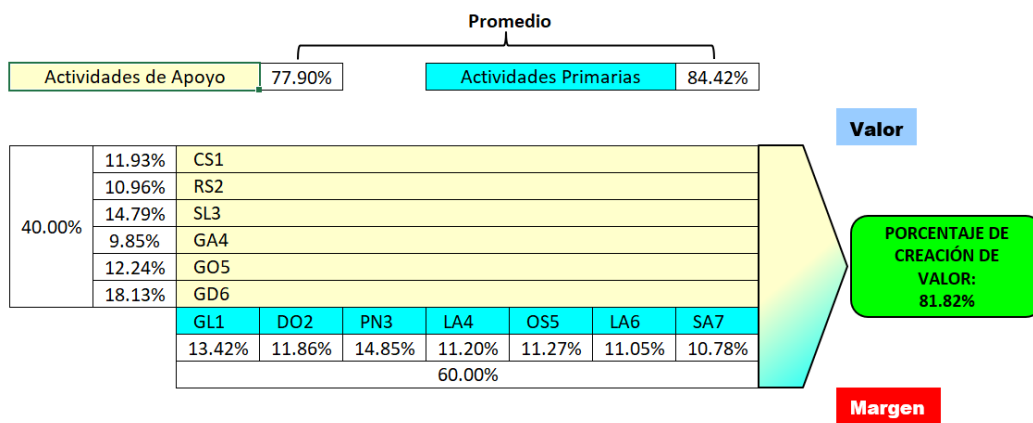 Promedio
Actividades de Apoyo 77.90% Actividades Primarias 84.42%
Valor
40.00%
11.93% CS1
10.96% RS2
14.79% SL3
9.85% GA4
12.24% GO5
18.13% GD6
PORCENTAJE DE
CREACIÓN DE
VALOR:
81.82%
GL1 DO2 PN3 LA4 OS5 LA6 SA7
13.42% 11.86% 14.85% 11.20% 11.27% 11.05% 10.78%
60.00%
Margen